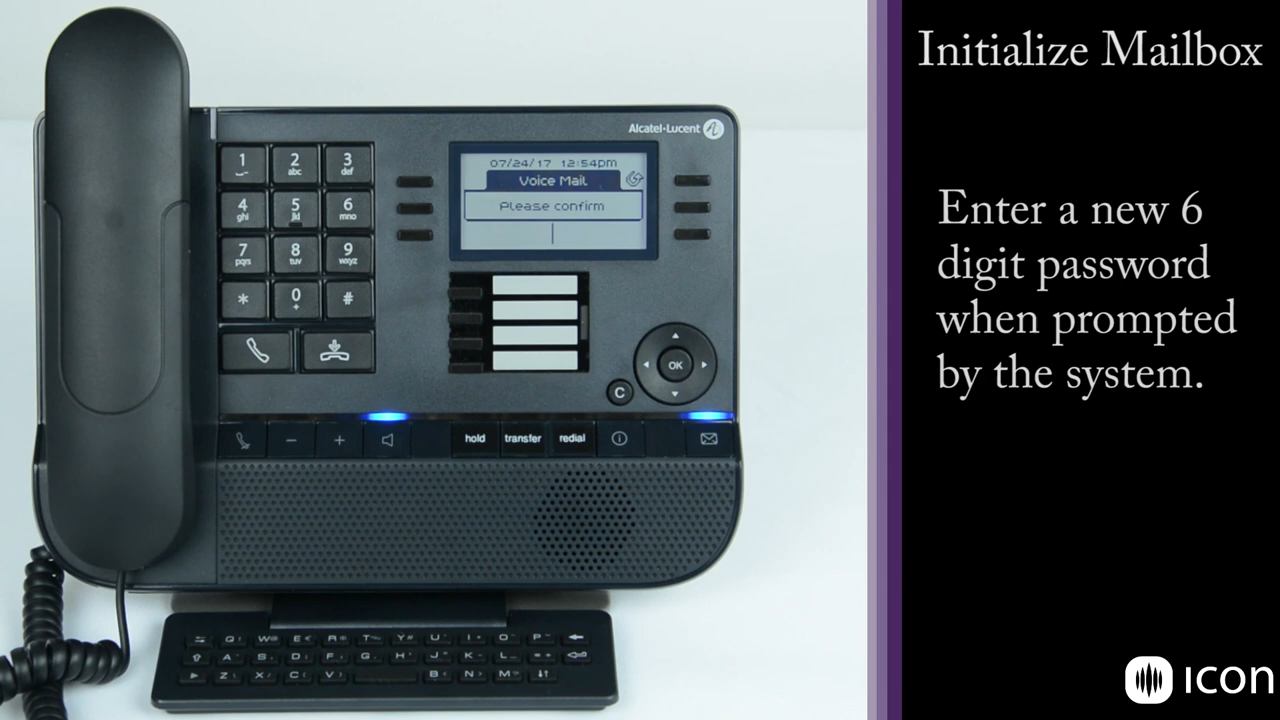 Initialize Mailbox
Enter a new 6
digit password
when prompted
by the system.
Alcatel·Lucent
07/24/17 12:54pm
Voice Mail
Please confirm
1 2 abc 3 def
4 ghi 5 jkl 6 mno
7 pqrs 8 tuv 9 wxyz
* 0 + #
OK
C
− + hold transfer redial i
Q W E R T Y U I O P
A S D F G H J K L
Z X C V B N M
icon